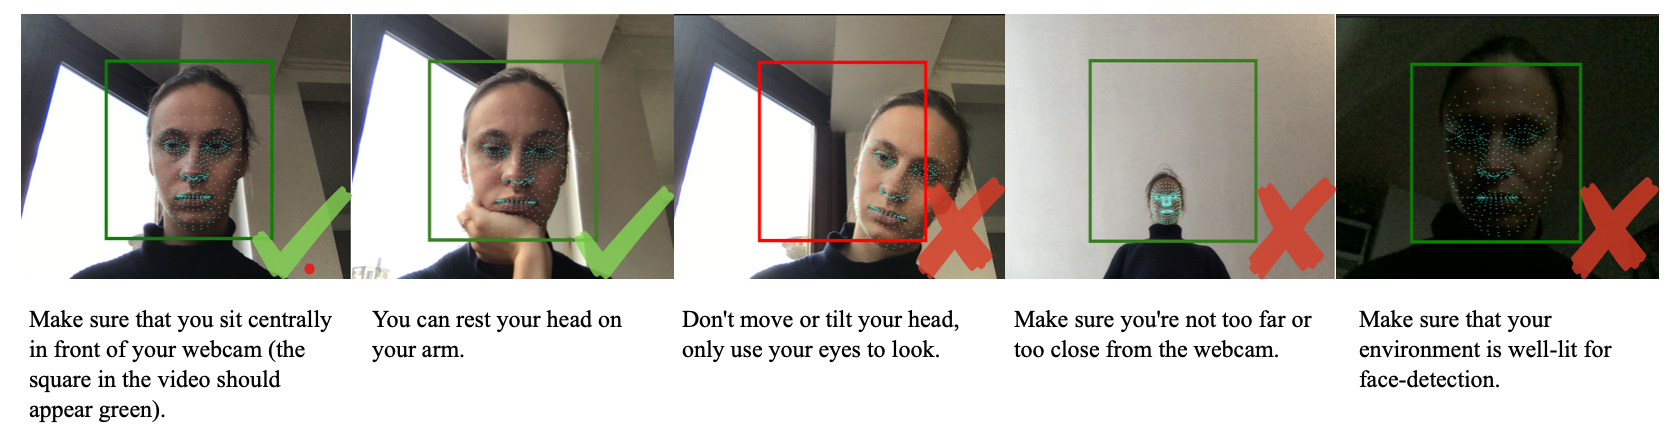 Make sure that you sit centrally
in front of your webcam (the
square in the video should
appear green).
You can rest your head on
your arm.
Don't move or tilt your head,
only use your eyes to look.
Make sure you're not too far or
too close from the webcam.
Make sure that your
environment is well-lit for
face-detection.